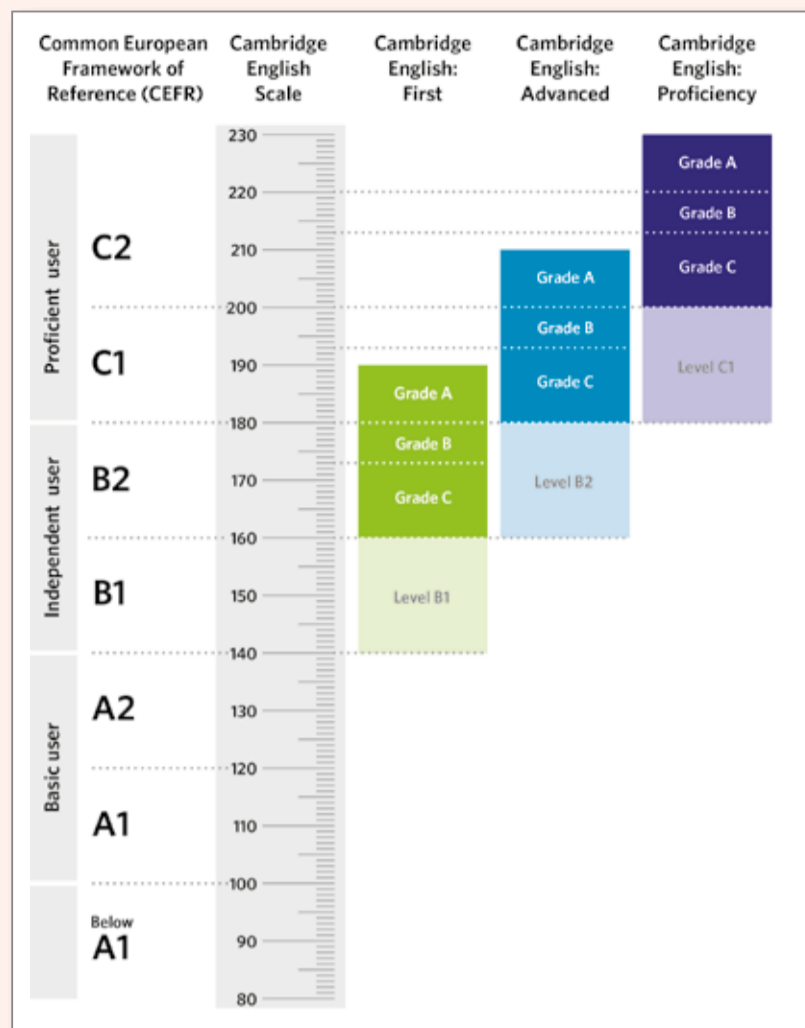 Common European
Framework of
Reference (CEFR)
Cambridge
English
Scale
Cambridge
English:
First
Cambridge
English:
Advanced
Cambridge
English:
Proficiency
Proficient user
C2
C1
Independent user
B2
B1
Basic user
A2
A1
Below
A1
230
220
210
200
190
180
170
160
150
140
130
120
110
100
90
80
Grade A
Grade B
Grade C
Level B1
Grade A
Grade B
Grade C
Level B2
Grade A
Grade B
Grade C
Level C1